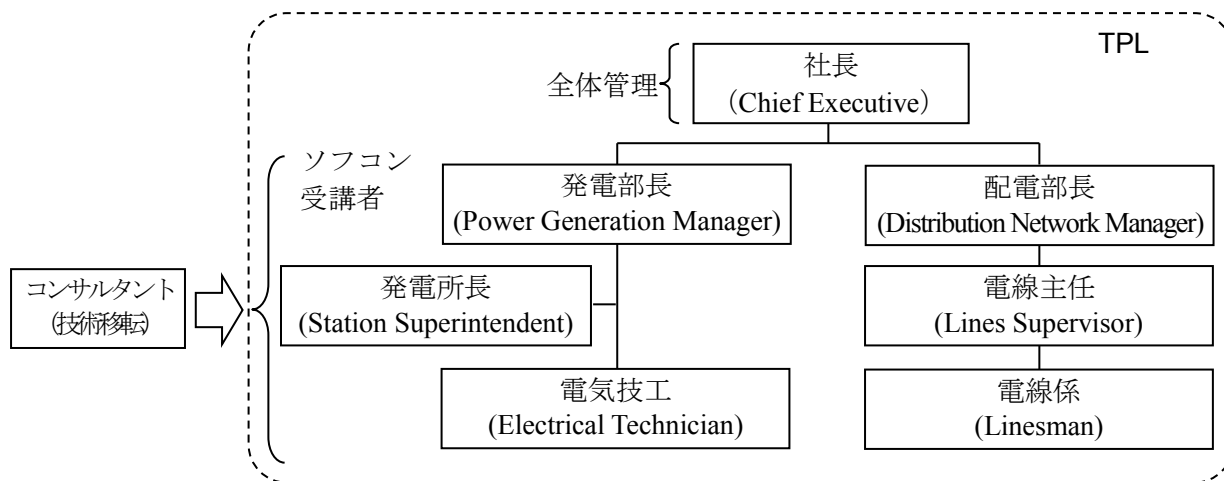 TPL
全体管理
社長
（Chief Executive）
ソフコン
受講者
発電部長
(Power Generation Manager)
配電部長
(Distribution Network Manager)
コンサルタント
(技術移転)
発電所長
(Station Superintendent)
電線主任
(Lines Supervisor)
電気技工
(Electrical Technician)
電線係
(Linesman)